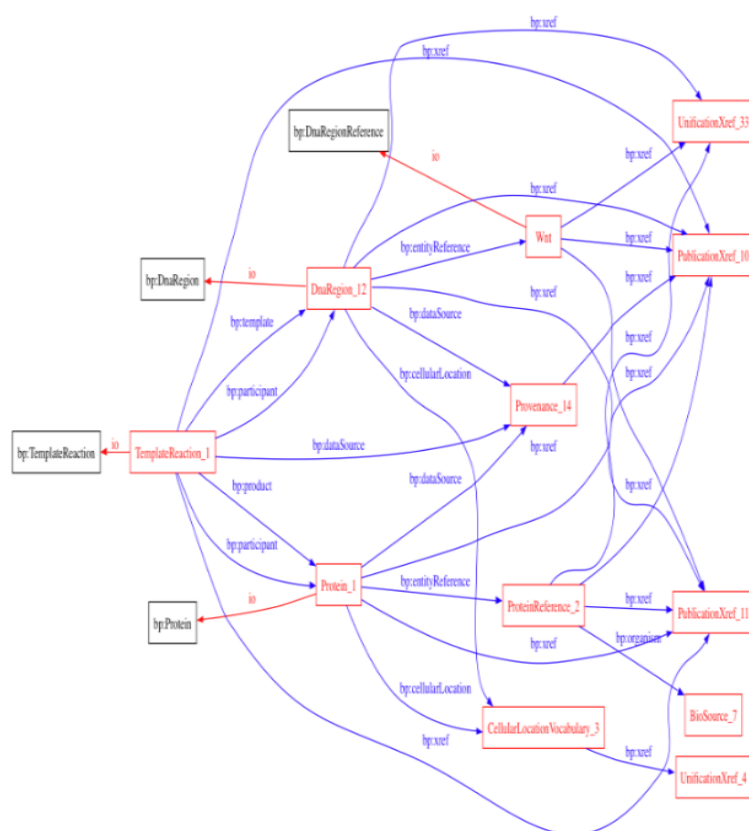 bp:xref
bp:xref
UnificationXref_33
bp:DnaRegionReference
io
bp:xref
bp:xref
Wnt
bp:xref
PublicationXref_10
bp:entityReference
bp:DnaRegion
io
DnaRegion_12
bp:xref
bp:xref
bp:dataSource
bp:template
bp:cellularLocation
bp:xref
bp:participant
Provenance_14
bp:TemplateReaction
io
TemplateReaction_1
bp:dataSource
bp:xref
bp:product
bp:dataSource
bp:xref
bp:participant
Protein_1
bp:entityReference
io
ProteinReference_2
bp:xref
PublicationXref_11
bp:Protein
bp:xref
bp:organism
bp:cellularLocation
BioSource_7
CellularLocationVocabulary_3
bp:xref
bp:xref
UnificationXref_4